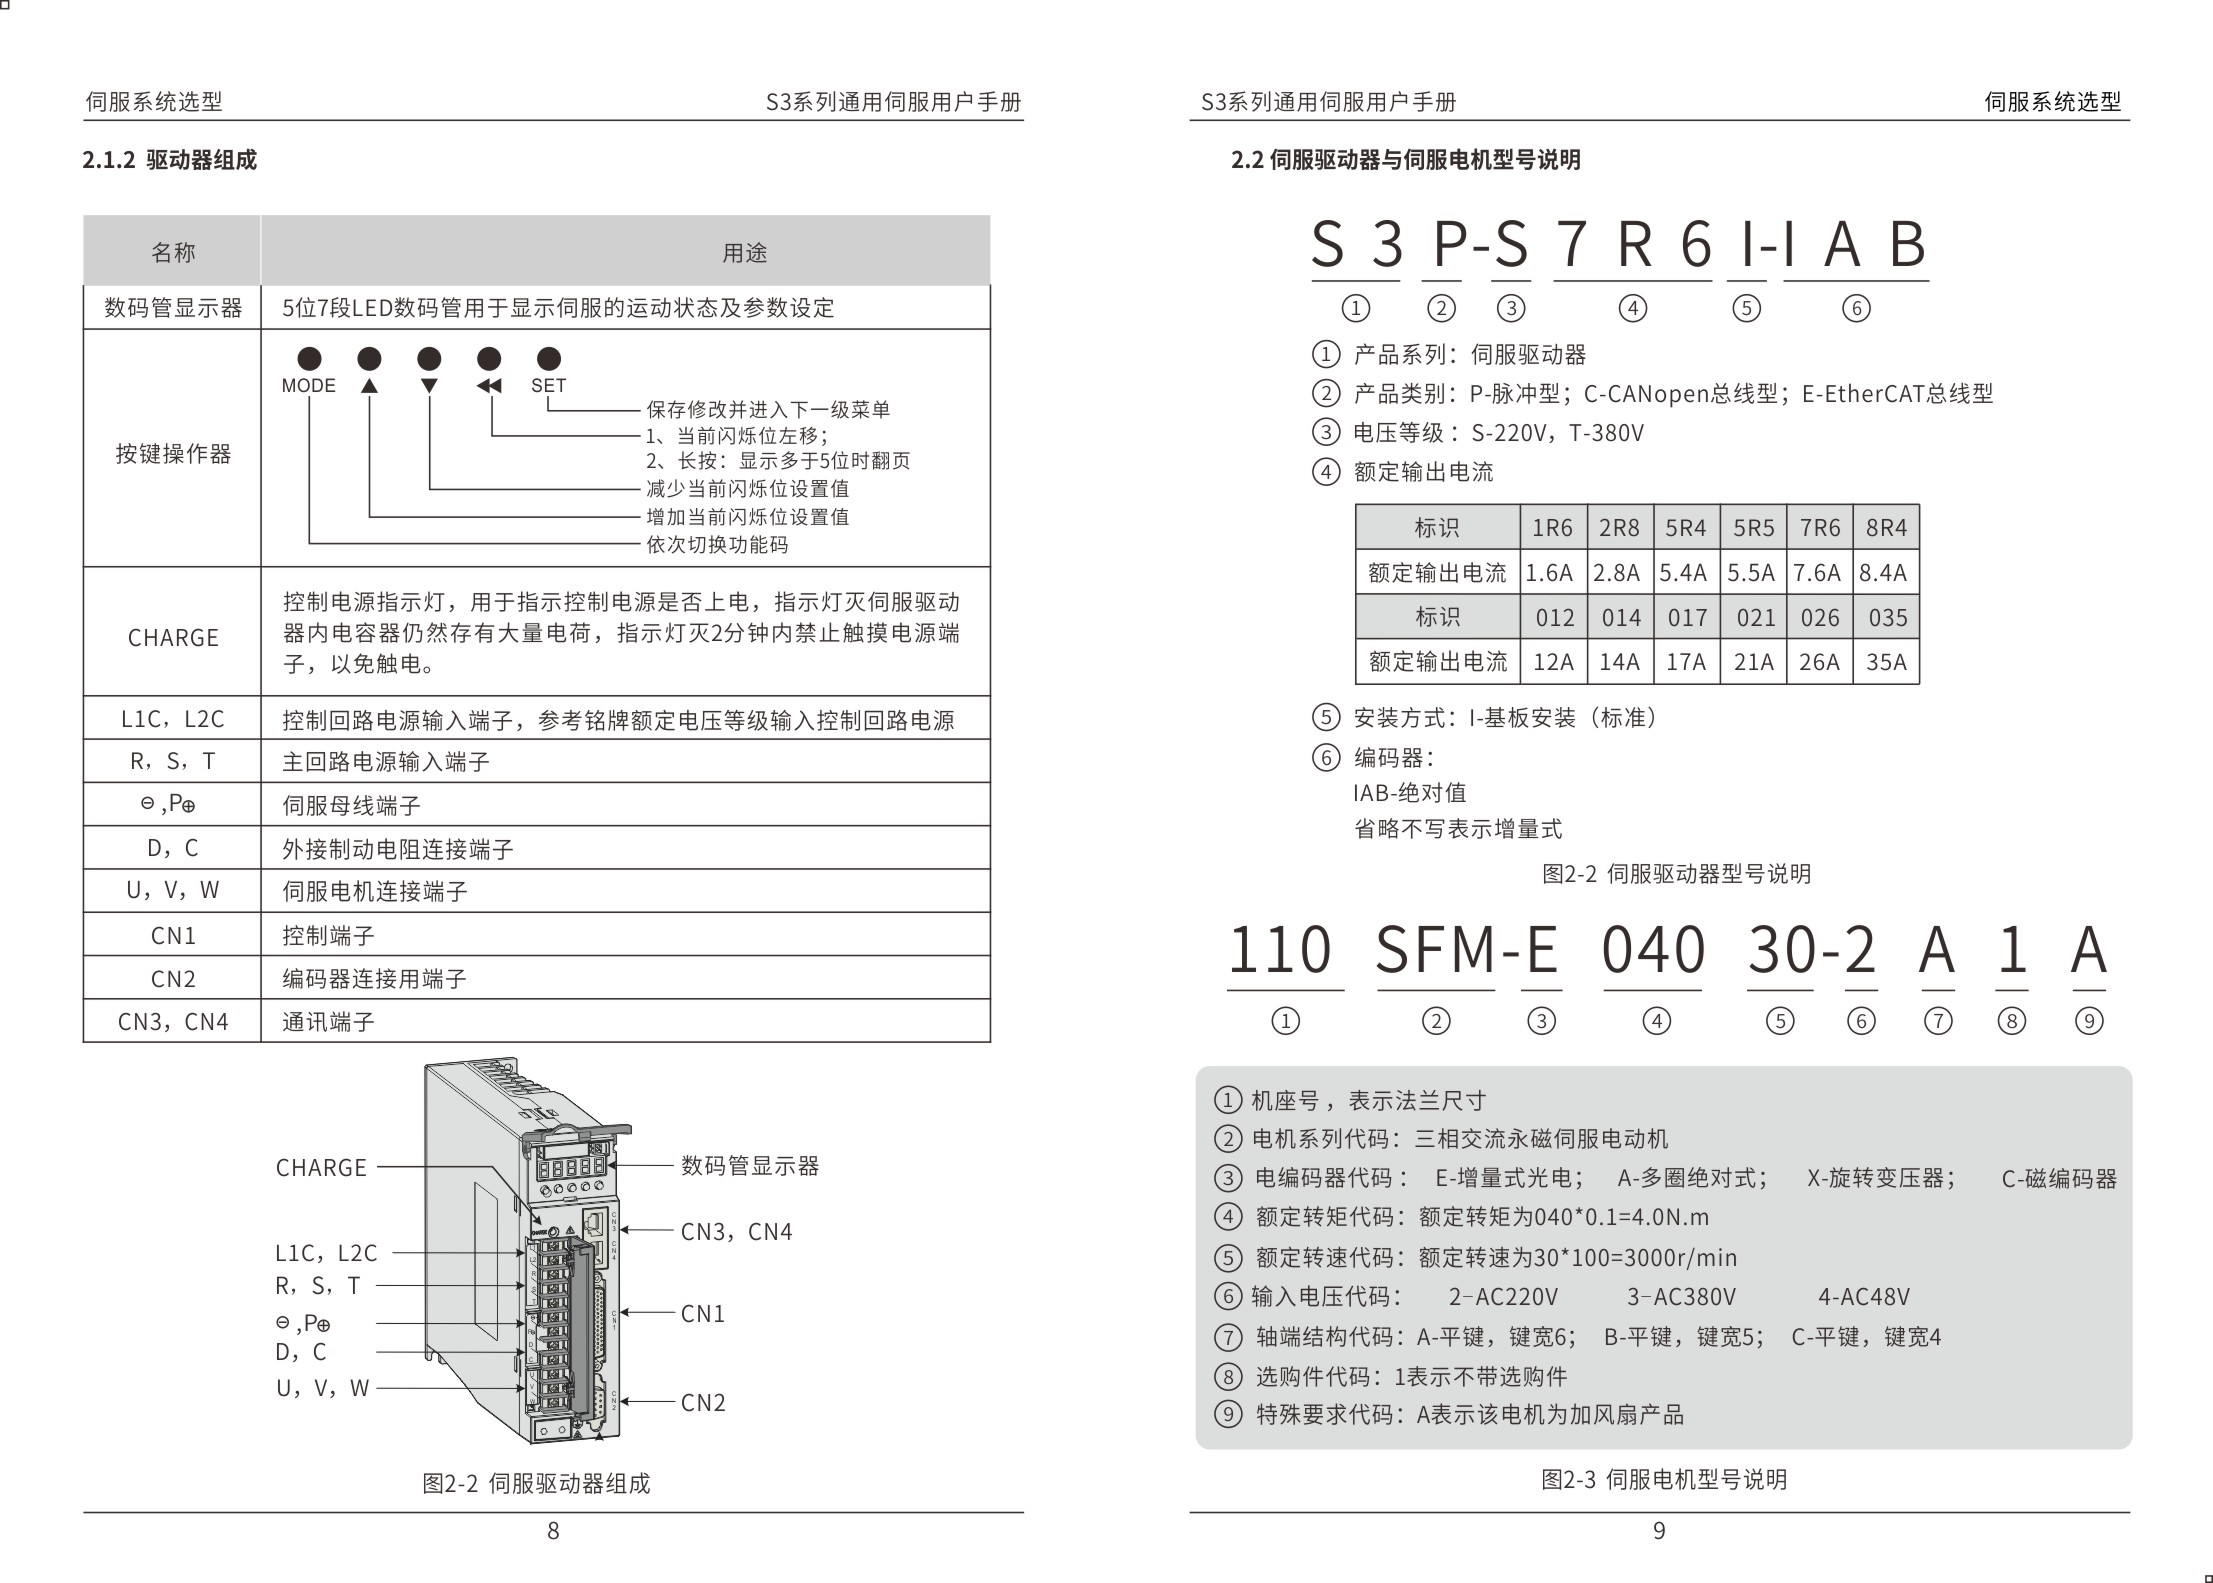 伺服系统选型
S3系列通用伺服用户手册
2.1.2 驱动器组成
名称 用途
数码管显示器 5位7段LED数码管用于显示伺服的运动状态及参数设定
按键操作器
MODE ▲ ▼ ◀◀ SET
保存修改并进入下一级菜单
1、当前闪烁位左移；
2、长按：显示多于5位时翻页
减少当前闪烁位设置值
增加当前闪烁位设置值
依次切换功能码
CHARGE
控制电源指示灯，用于指示控制电源是否上电，指示灯灭伺服驱动
器内电容器仍然存有大量电荷，指示灯灭2分钟内禁止触摸电源端
子，以免触电。
L1C，L2C 控制回路电源输入端子，参考铭牌额定电压等级输入控制回路电源
R，S，T 主回路电源输入端子
⊖ ,P⊕ 伺服母线端子
D，C 外接制动电阻连接端子
U，V，W 伺服电机连接端子
CN1 控制端子
CN2 编码器连接用端子
CN3，CN4 通讯端子
CHARGE
L1C，L2C
R，S，T
⊖ ,P⊕
D，C
U，V，W
数码管显示器
CN3，CN4
CN1
CN2
图2-2 伺服驱动器组成
8
S3系列通用伺服用户手册
伺服系统选型
2.2 伺服驱动器与伺服电机型号说明
S 3 P-S 7 R 6 I-I A B
① ② ③ ④ ⑤ ⑥
① 产品系列：伺服驱动器
② 产品类别：P-脉冲型；C-CANopen总线型；E-EtherCAT总线型
③ 电压等级：S-220V，T-380V
④ 额定输出电流
标识 1R6 2R8 5R4 5R5 7R6 8R4
额定输出电流 1.6A 2.8A 5.4A 5.5A 7.6A 8.4A
标识 012 014 017 021 026 035
额定输出电流 12A 14A 17A 21A 26A 35A
⑤ 安装方式：I-基板安装（标准）
⑥ 编码器：
IAB-绝对值
省略不写表示增量式
图2-2 伺服驱动器型号说明
110 SFM-E 040 30-2 A 1 A
① ② ③ ④ ⑤ ⑥ ⑦ ⑧ ⑨
① 机座号，表示法兰尺寸
② 电机系列代码：三相交流永磁伺服电动机
③ 电编码器代码： E-增量式光电； A-多圈绝对式； X-旋转变压器； C-磁编码器
④ 额定转矩代码：额定转矩为040*0.1=4.0N.m
⑤ 额定转速代码：额定转速为30*100=3000r/min
⑥ 输入电压代码： 2-AC220V 3-AC380V 4-AC48V
⑦ 轴端结构代码：A-平键，键宽6； B-平键，键宽5； C-平键，键宽4
⑧ 选购件代码：1表示不带选购件
⑨ 特殊要求代码：A表示该电机为加风扇产品
图2-3 伺服电机型号说明
9